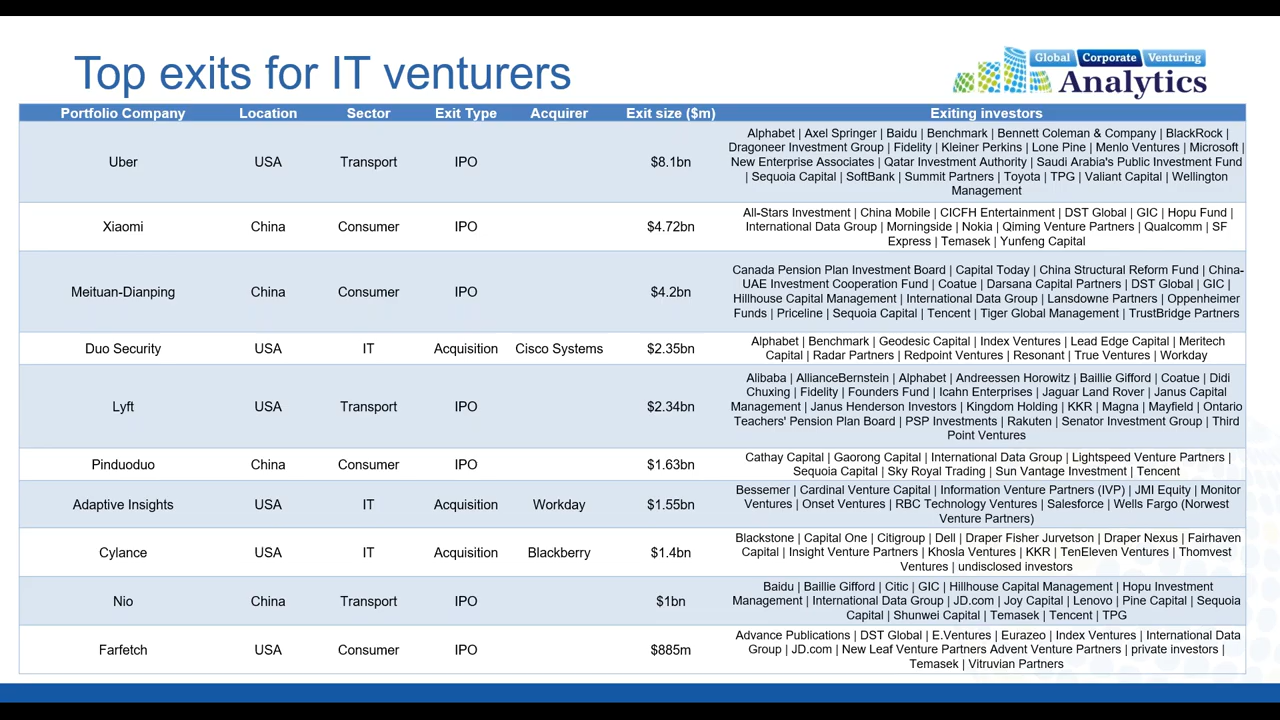 Top exits for IT venturers
Global Corporate Venturing
Analytics
Portfolio Company Location Sector Exit Type Acquirer Exit size ($m) Exiting investors
Uber USA Transport IPO $8.1bn
Alphabet | Axel Springer | Baidu | Benchmark | Bennett Coleman & Company | BlackRock |
Dragoneer Investment Group | Fidelity | Kleiner Perkins | Lone Pine | Menlo Ventures | Microsoft |
New Enterprise Associates | Qatar Investment Authority | Saudi Arabia's Public Investment Fund
| Sequoia Capital | SoftBank | Summit Partners | Toyota | TPG | Valiant Capital | Wellington
Management
Xiaomi China Consumer IPO $4.72bn
All-Stars Investment | China Mobile | CICFH Entertainment | DST Global | GIC | Hopu Fund |
International Data Group | Morningside | Nokia | Qiming Venture Partners | Qualcomm | SF
Express | Temasek | Yunfeng Capital
Meituan-Dianping China Consumer IPO $4.2bn
Canada Pension Plan Investment Board | Capital Today | China Structural Reform Fund | China-
UAE Investment Cooperation Fund | Coatue | Darsana Capital Partners | DST Global | GIC |
Hillhouse Capital Management | International Data Group | Lansdowne Partners | Oppenheimer
Funds | Priceline | Sequoia Capital | Tencent | Tiger Global Management | TrustBridge Partners
Duo Security USA IT Acquisition Cisco Systems $2.35bn
Alphabet | Benchmark | Geodesic Capital | Index Ventures | Lead Edge Capital | Meritech
Capital | Radar Partners | Redpoint Ventures | Resonant | True Ventures | Workday
Lyft USA Transport IPO $2.34bn
Alibaba | AllianceBernstein | Alphabet | Andreessen Horowitz | Baillie Gifford | Coatue | Didi
Chuxing | Fidelity | Founders Fund | Icahn Enterprises | Jaguar Land Rover | Janus Capital
Management | Janus Henderson Investors | Kingdom Holding | KKR | Magna | Mayfield | Ontario
Teachers' Pension Plan Board | PSP Investments | Rakuten | Senator Investment Group | Third
Point Ventures
Pinduoduo China Consumer IPO $1.63bn
Cathay Capital | Gaorong Capital | International Data Group | Lightspeed Venture Partners |
Sequoia Capital | Sky Royal Trading | Sun Vantage Investment | Tencent
Adaptive Insights USA IT Acquisition Workday $1.55bn
Bessemer | Cardinal Venture Capital | Information Venture Partners (IVP) | JMI Equity | Monitor
Ventures | Onset Ventures | RBC Technology Ventures | Salesforce | Wells Fargo (Norwest
Venture Partners)
Cylance USA IT Acquisition Blackberry $1.4bn
Blackstone | Capital One | Citigroup | Dell | Draper Fisher Jurvetson | Draper Nexus | Fairhaven
Capital | Insight Venture Partners | Khosla Ventures | KKR | TenEleven Ventures | Thomvest
Ventures | undisclosed investors
Nio China Transport IPO $1bn
Baidu | Baillie Gifford | Citic | GIC | Hillhouse Capital Management | Hopu Investment
Management | International Data Group | JD.com | Joy Capital | Lenovo | Pine Capital | Sequoia
Capital | Shunwei Capital | Temasek | Tencent | TPG
Farfetch USA Consumer IPO $885m
Advance Publications | DST Global | E.Ventures | Eurazeo | Index Ventures | International Data
Group | JD.com | New Leaf Venture Partners Advent Venture Partners | private investors |
Temasek | Vitruvian Partners